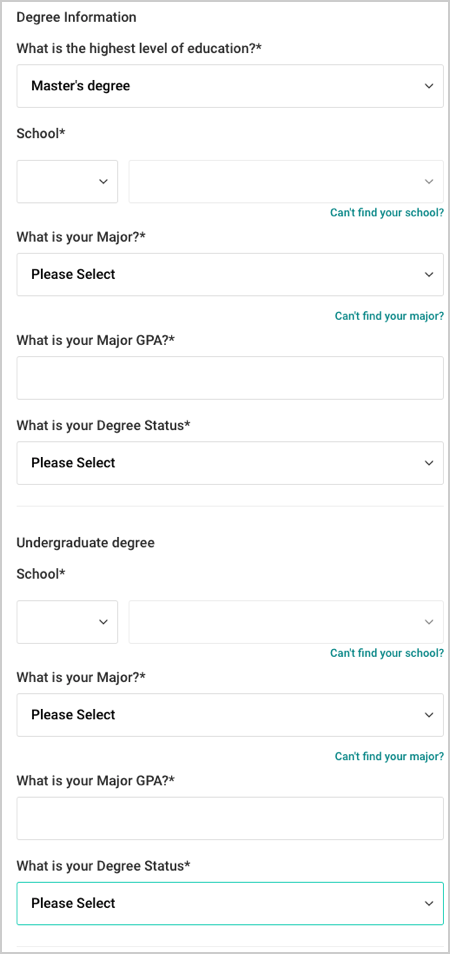 Degree Information
What is the highest level of education?*
Master's degree
School*
Can't find your school?
What is your Major?*
Please Select
Can't find your major?
What is your Major GPA?*
What is your Degree Status*
Please Select
Undergraduate degree
School*
Can't find your school?
What is your Major?*
Please Select
Can't find your major?
What is your Major GPA?*
What is your Degree Status*
Please Select